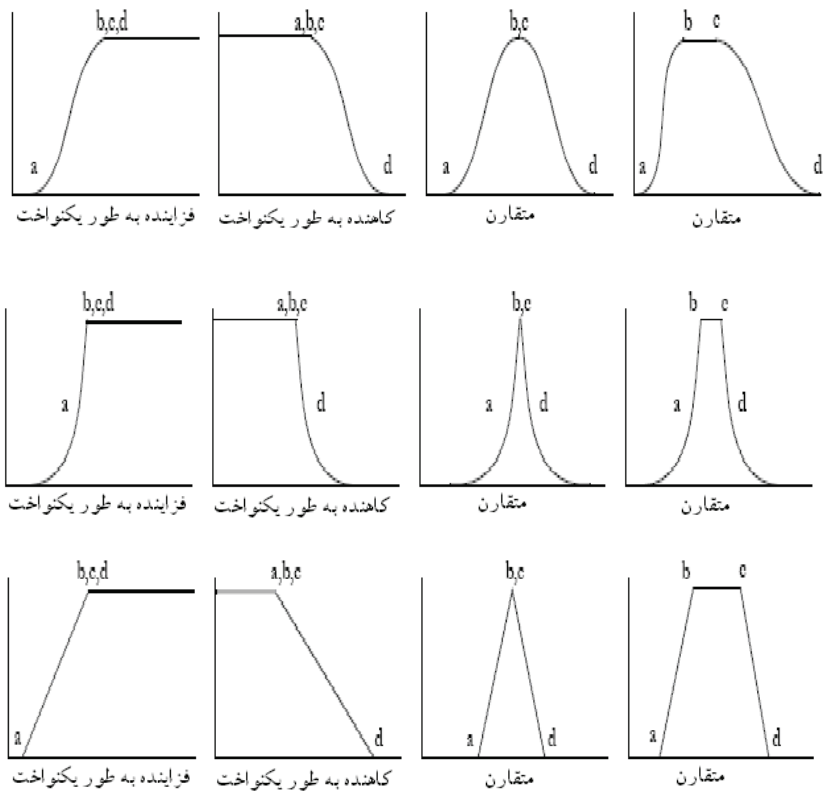 b,c,d a,b,c b,c b c
a d a d a d
فزاینده به طور یکنواخت کاهنده به طور یکنواخت متقارن متقارن
b,c,d a,b,c b,c b c
a d a d a d
فزاینده به طور یکنواخت کاهنده به طور یکنواخت متقارن متقارن
b,c,d a,b,c b,c b c
a d a d a d
فزاینده به طور یکنواخت کاهنده به طور یکنواخت متقارن متقارن